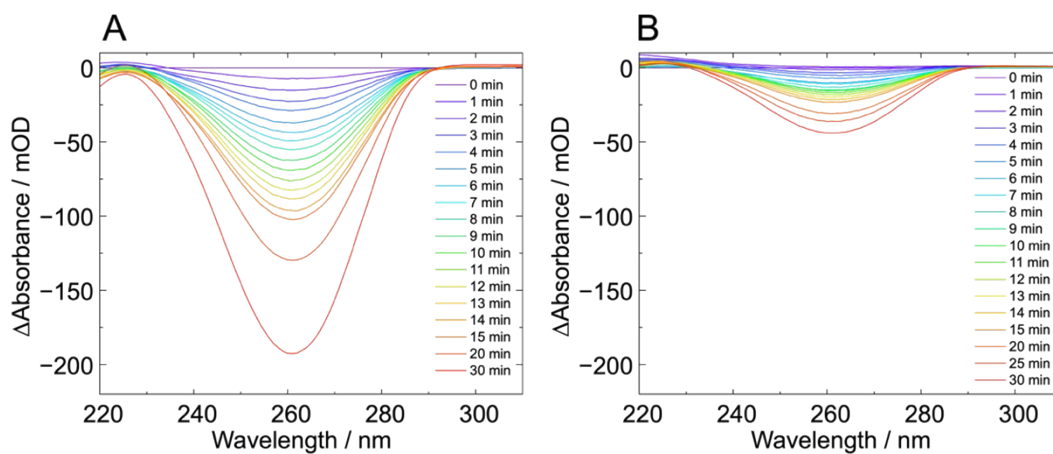 A
ΔAbsorbance / mOD
0
−50
−100
−150
−200
220
240
260
280
300
Wavelength / nm
0 min
1 min
2 min
3 min
4 min
5 min
6 min
7 min
8 min
9 min
10 min
11 min
12 min
13 min
14 min
15 min
20 min
30 min
B
ΔAbsorbance / mOD
0
−50
−100
−150
−200
220
240
260
280
300
Wavelength / nm
0 min
1 min
2 min
3 min
4 min
5 min
6 min
7 min
8 min
9 min
10 min
11 min
12 min
13 min
14 min
15 min
20 min
25 min
30 min